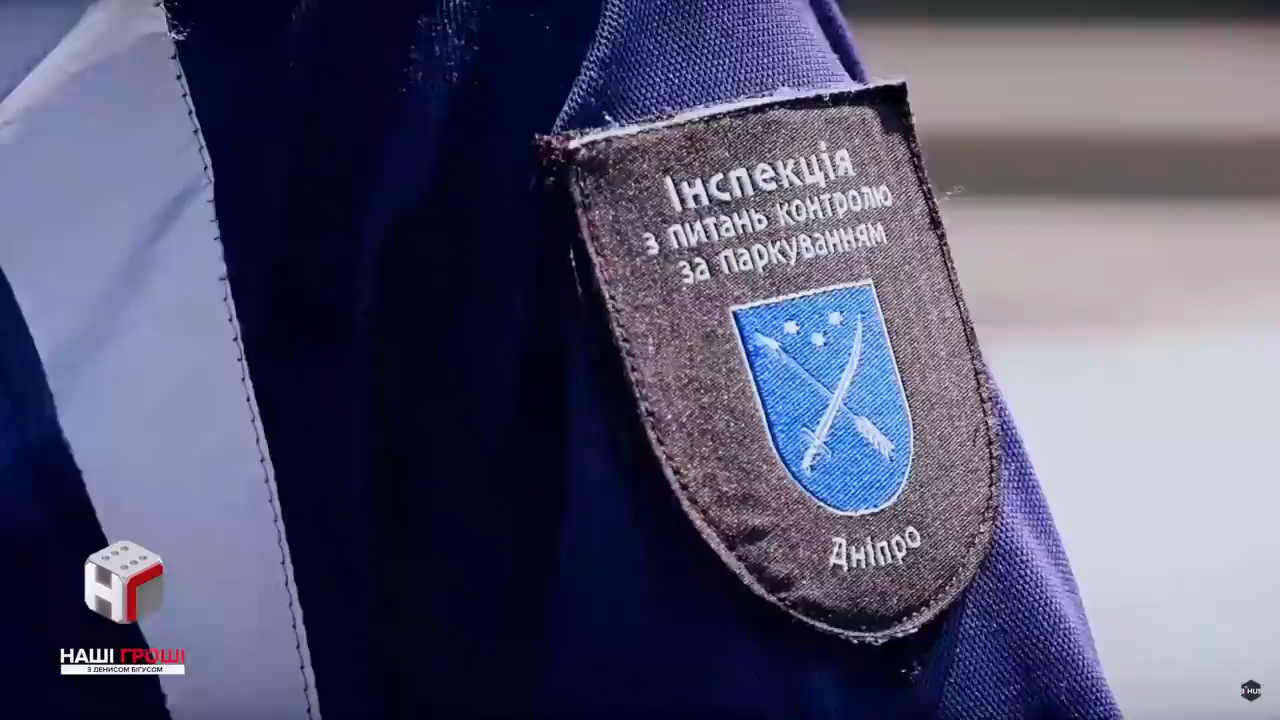 Інспекція
з питань контролю
за паркуванням
Дніпро
НАШІ ГРОШІ
З ДЕНИСОМ БІГУСОМ